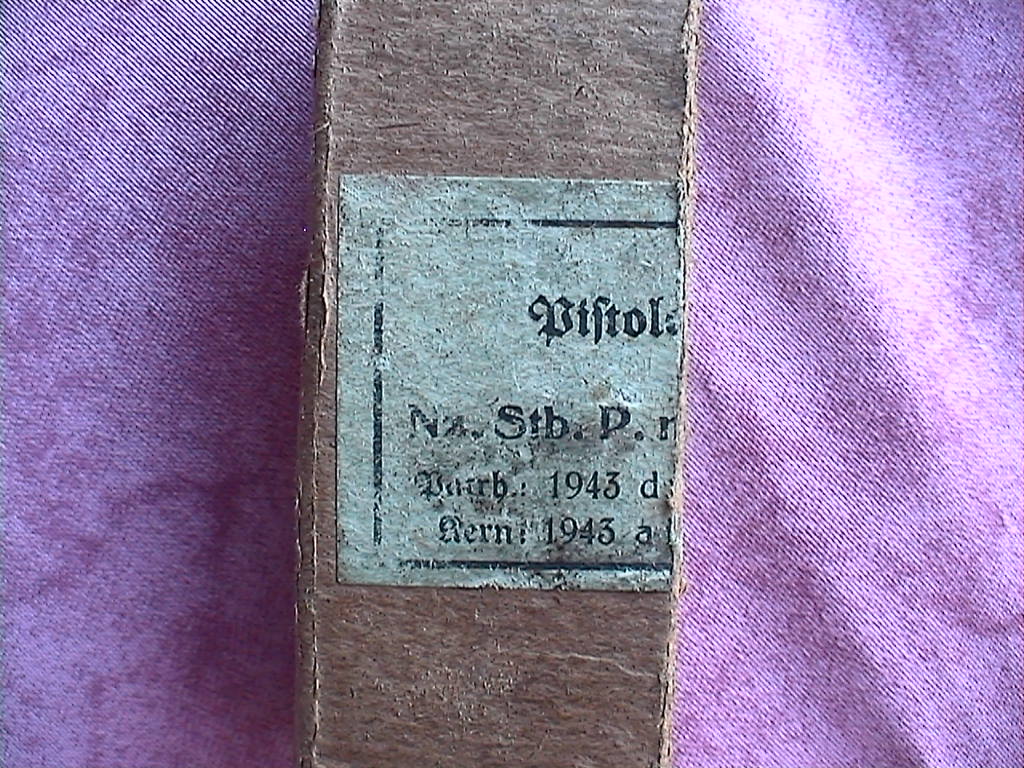 Piſtol=
Nz. Stb. P. n
Patrh.: 1943 d
Kern: 1943 a